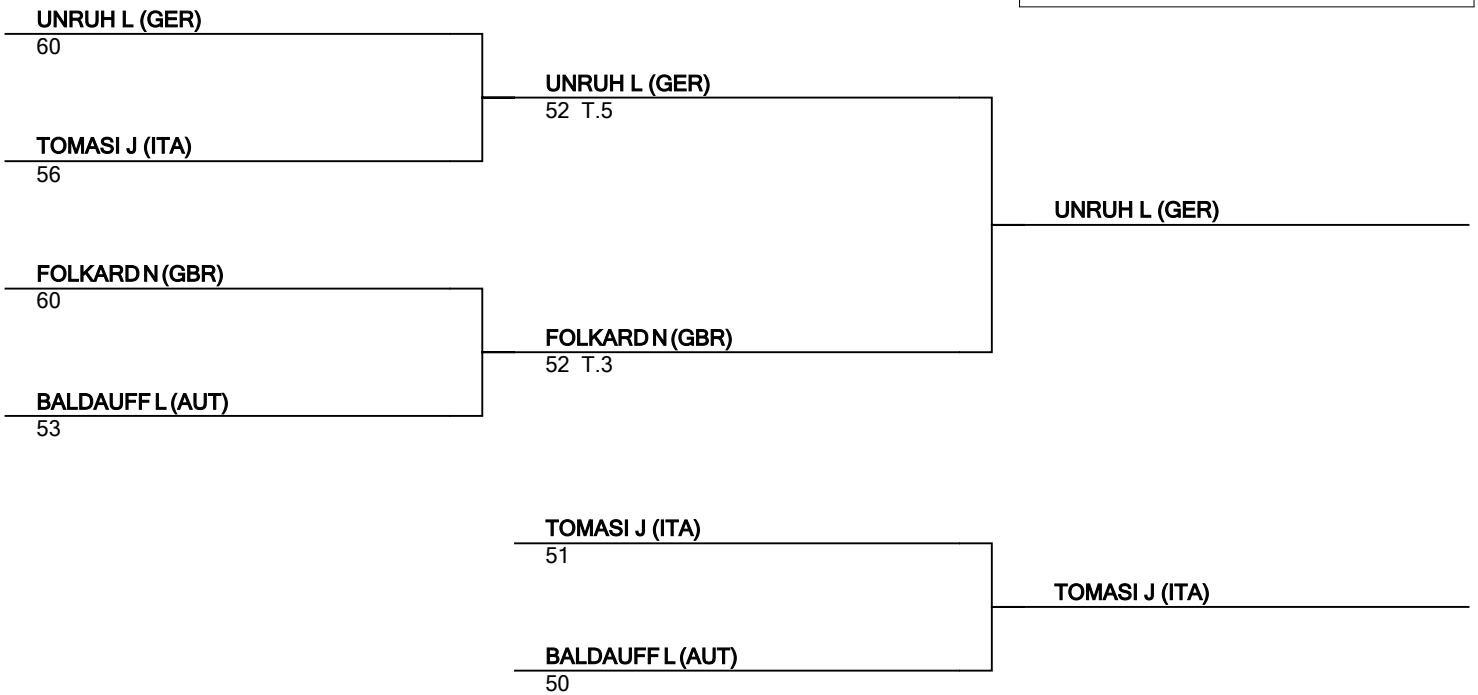 UNRUH L (GER)
60
UNRUH L (GER)
52 T.5
TOMASI J (ITA)
56
UNRUH L (GER)
FOLKARD N (GBR)
60
FOLKARD N (GBR)
52 T.3
BALDAUFF L (AUT)
53
TOMASI J (ITA)
51
TOMASI J (ITA)
BALDAUFF L (AUT)
50